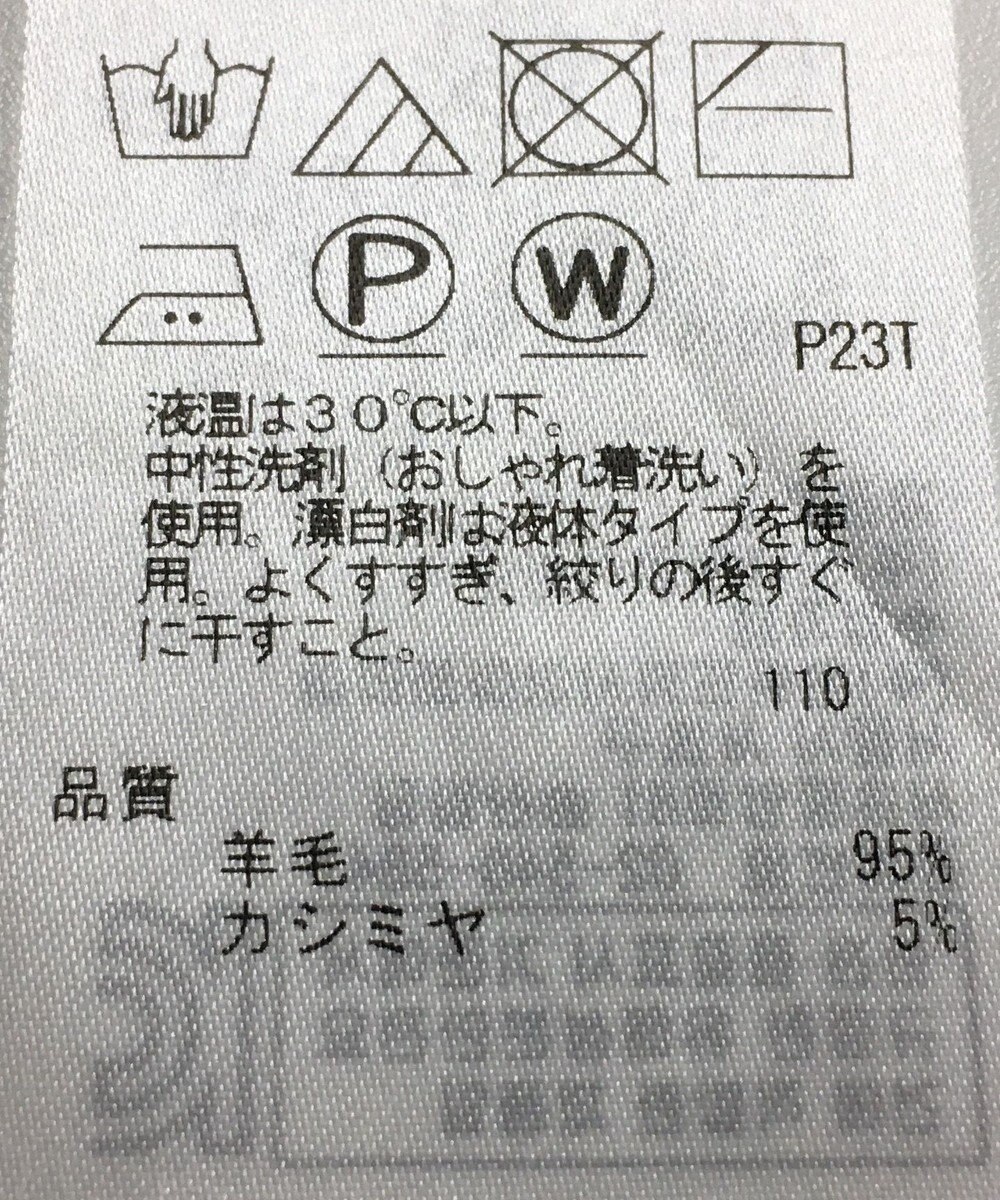 P
W
P23T
液温は30℃以下。
中性洗剤（おしゃれ着洗い）を
使用。漂白剤は液体タイプを使
用。よくすすぎ、絞りの後すぐ
に干すこと。
110
品質
羊毛 95%
カシミヤ 5%